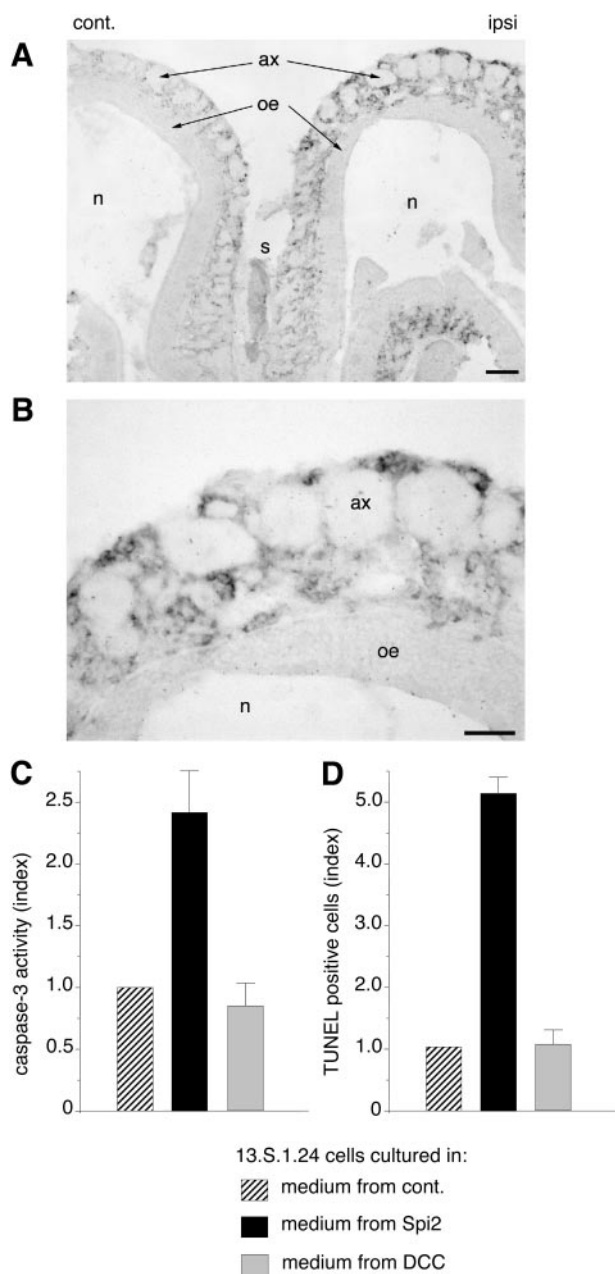 cont. ipsi
A
ax
oe
n n
s
B
ax
oe
n
C D
caspase-3 activity (index)
2.5
2.0
1.5
1.0
0.5
0
TUNEL positive cells (index)
5.0
4.0
3.0
2.0
1.0
0
13.S.1.24 cells cultured in:
medium from cont.
medium from Spi2
medium from DCC